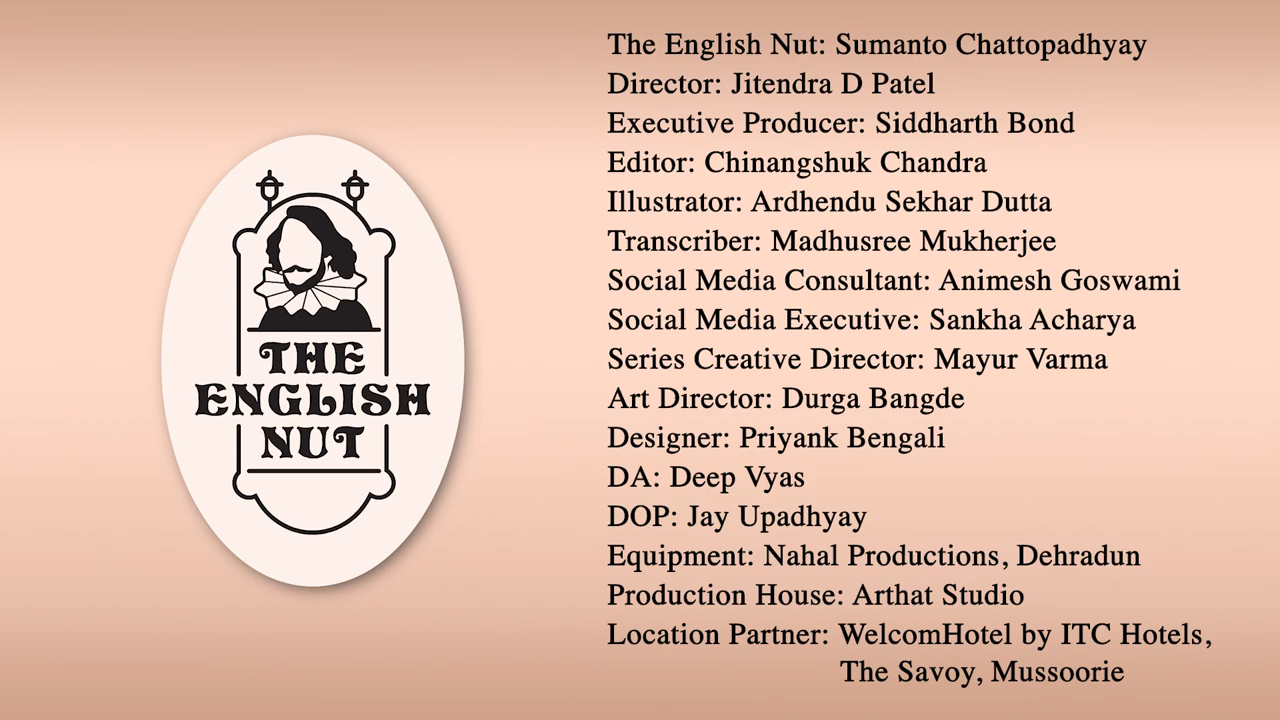 THE
ENGLISH
NUT
The English Nut: Sumanto Chattopadhyay
Director: Jitendra D Patel
Executive Producer: Siddharth Bond
Editor: Chinangshuk Chandra
Illustrator: Ardhendu Sekhar Dutta
Transcriber: Madhusree Mukherjee
Social Media Consultant: Animesh Goswami
Social Media Executive: Sankha Acharya
Series Creative Director: Mayur Varma
Art Director: Durga Bangde
Designer: Priyank Bengali
DA: Deep Vyas
DOP: Jay Upadhyay
Equipment: Nahal Productions, Dehradun
Production House: Arthat Studio
Location Partner: WelcomHotel by ITC Hotels,
The Savoy, Mussoorie